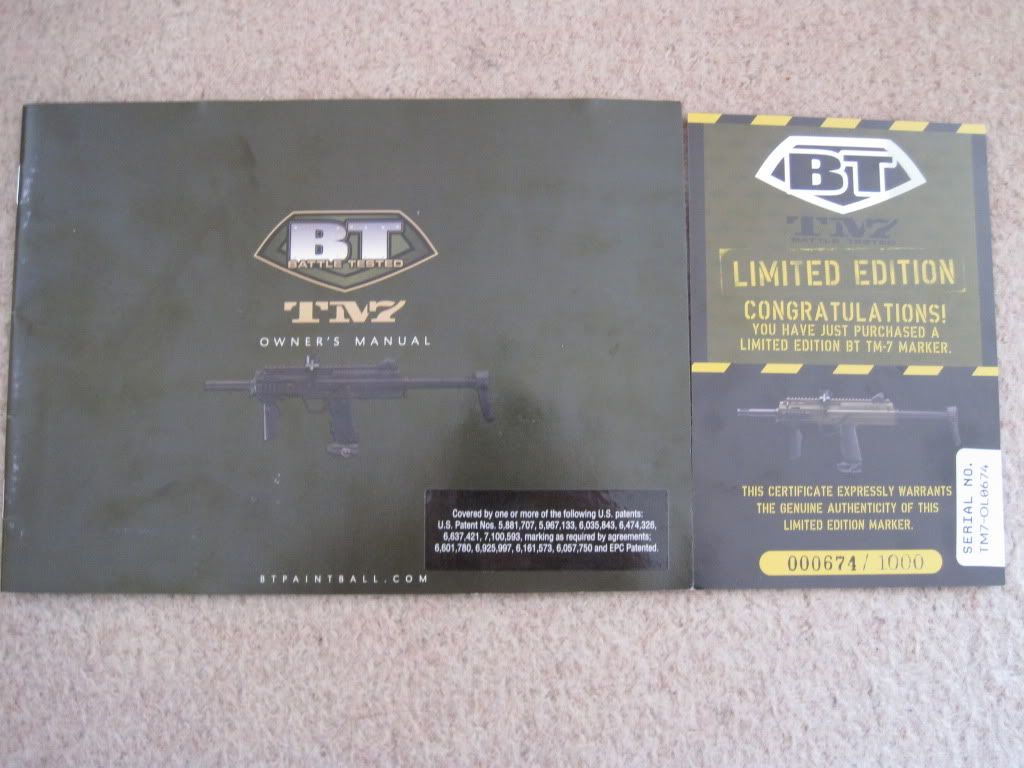 BT
BATTLE TESTED
TM7
OWNER'S MANUAL
Covered by one or more of the following U.S. patents:
U.S. Patent Nos. 5,881,707, 5,967,133, 6,035,843, 6,474,326,
6,637,421, 7,100,593, marking as required by agreements;
6,601,780, 6,925,997, 6,161,573, 6,057,750 and EPC Patented.
BTPAINTBALL.COM
BT
TM7
BATTLE TESTED
LIMITED EDITION
CONGRATULATIONS!
YOU HAVE JUST PURCHASED A
LIMITED EDITION BT TM-7 MARKER.
THIS CERTIFICATE EXPRESSLY WARRANTS
THE GENUINE AUTHENTICITY OF THIS
LIMITED EDITION MARKER.
000674 / 1000
SERIAL NO.
TM7-OL0674